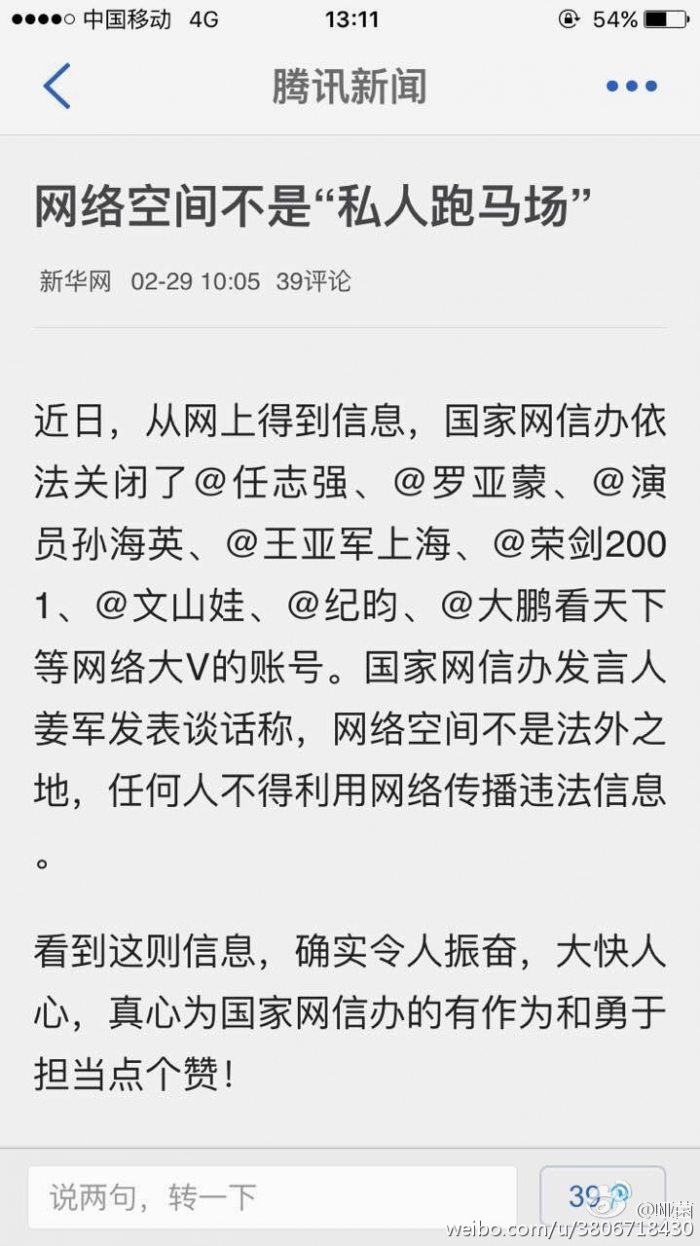 中国移动 4G 13:11 54%
腾讯新闻
网络空间不是“私人跑马场”
新华网 02-29 10:05 39评论
近日，从网上得到信息，国家网信办依
法关闭了@任志强、@罗亚蒙、@演
员孙海英、@王亚军上海、@荣剑200
1、@文山娃、@纪昀、@大鹏看天下
等网络大V的账号。国家网信办发言人
姜军发表谈话称，网络空间不是法外之
地，任何人不得利用网络传播违法信息
。
看到这则信息，确实令人振奋，大快人
心，真心为国家网信办的有作为和勇于
担当点个赞！
说两句，转一下
39
weibo.com/u/3806718430